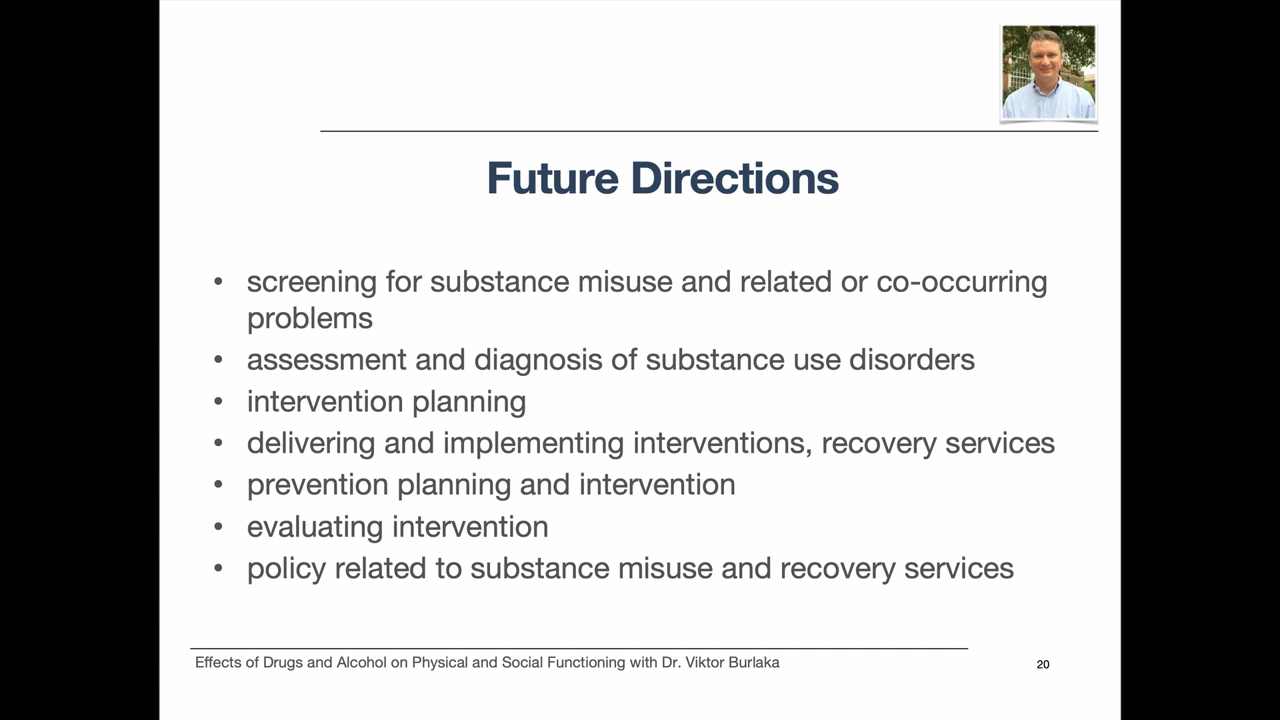 Future Directions
• screening for substance misuse and related or co-occurring
problems
• assessment and diagnosis of substance use disorders
• intervention planning
• delivering and implementing interventions, recovery services
• prevention planning and intervention
• evaluating intervention
• policy related to substance misuse and recovery services
Effects of Drugs and Alcohol on Physical and Social Functioning with Dr. Viktor Burlaka
20